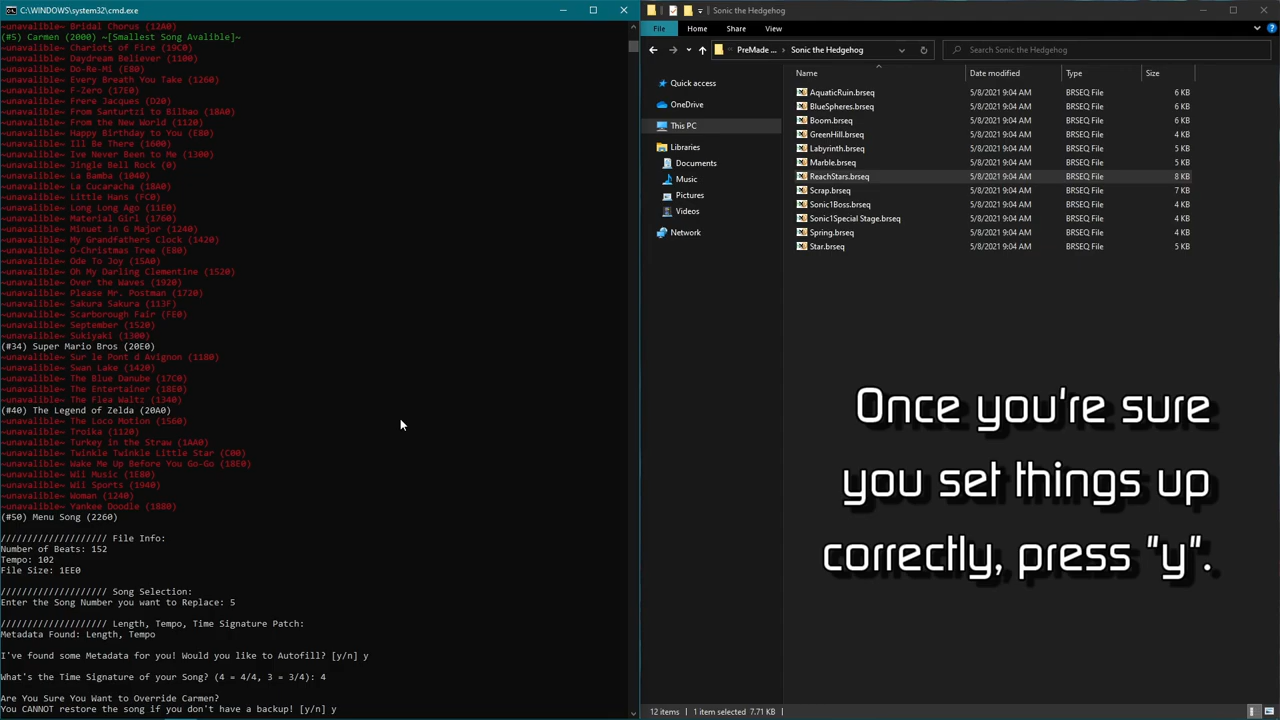 C:\WINDOWS\system32\cmd.exe
~unavalible~ Bridal Chorus (12A0)
(#5) Carmen (2000) ~[Smallest Song Avalible]~
~unavalible~ Chariots of Fire (19C0)
~unavalible~ Daydream Believer (1100)
~unavalible~ Do-Re-Mi (E80)
~unavalible~ Every Breath You Take (1260)
~unavalible~ F-Zero (17E0)
~unavalible~ Frere Jacques (D20)
~unavalible~ From Santurtzi to Bilbao (18A0)
~unavalible~ From the New World (1120)
~unavalible~ Happy Birthday to You (E80)
~unavalible~ Ill Be There (1600)
~unavalible~ Ive Never Been to Me (1300)
~unavalible~ Jingle Bell Rock (0)
~unavalible~ La Bamba (1040)
~unavalible~ La Cucaracha (18A0)
~unavalible~ Little Hans (FC0)
~unavalible~ Long Long Ago (11E0)
~unavalible~ Material Girl (1760)
~unavalible~ Minuet in G Major (1240)
~unavalible~ My Grandfathers Clock (1420)
~unavalible~ O-Christmas Tree (E80)
~unavalible~ Ode To Joy (15A0)
~unavalible~ Oh My Darling Clementine (1520)
~unavalible~ Over the Waves (1920)
~unavalible~ Please Mr. Postman (1720)
~unavalible~ Sakura Sakura (113F)
~unavalible~ Scarborough Fair (FE0)
~unavalible~ September (1520)
~unavalible~ Sukiyaki (1300)
(#34) Super Mario Bros (20E0)
~unavalible~ Sur le Pont d Avignon (1180)
~unavalible~ Swan Lake (1420)
~unavalible~ The Blue Danube (17C0)
~unavalible~ The Entertainer (18E0)
~unavalible~ The Flea Waltz (1340)
(#40) The Legend of Zelda (20A0)
~unavalible~ The Loco Motion (1560)
~unavalible~ Troika (1120)
~unavalible~ Turkey in the Straw (1AA0)
~unavalible~ Twinkle Twinkle Little Star (C00)
~unavalible~ Wake Me Up Before You Go-Go (18E0)
~unavalible~ Wii Music (1E80)
~unavalible~ Wii Sports (1940)
~unavalible~ Woman (1240)
~unavalible~ Yankee Doodle (1880)
(#50) Menu Song (2260)
//////////////////// File Info:
Number of Beats: 152
Tempo: 102
File Size: 1EE0
//////////////////// Song Selection:
Enter the Song Number you want to Replace: 5
//////////////////// Length, Tempo, Time Signature Patch:
Metadata Found: Length, Tempo
I've found some Metadata for you! Would you like to Autofill? [y/n] y
What's the Time Signature of your Song? (4 = 4/4, 3 = 3/4): 4
Are You Sure You Want to Override Carmen?
You CANNOT restore the song if you don't have a backup! [y/n] y
Sonic the Hedgehog
File Home Share View
PreMade ... Sonic the Hedgehog Search Sonic the Hedgehog
Quick access
OneDrive
This PC
Libraries
Documents
Music
Pictures
Videos
Network
Name Date modified Type Size
AquaticRuin.brseq 5/8/2021 9:04 AM BRSEQ File 6 KB
BlueSpheres.brseq 5/8/2021 9:04 AM BRSEQ File 6 KB
Boom.brseq 5/8/2021 9:04 AM BRSEQ File 6 KB
GreenHill.brseq 5/8/2021 9:04 AM BRSEQ File 4 KB
Labyrinth.brseq 5/8/2021 9:04 AM BRSEQ File 5 KB
Marble.brseq 5/8/2021 9:04 AM BRSEQ File 5 KB
ReachStars.brseq 5/8/2021 9:04 AM BRSEQ File 8 KB
Scrap.brseq 5/8/2021 9:04 AM BRSEQ File 7 KB
Sonic1Boss.brseq 5/8/2021 9:04 AM BRSEQ File 4 KB
Sonic1Special Stage.brseq 5/8/2021 9:04 AM BRSEQ File 4 KB
Spring.brseq 5/8/2021 9:04 AM BRSEQ File 4 KB
Star.brseq 5/8/2021 9:04 AM BRSEQ File 5 KB
Once you're sure
you set things up
correctly, press "y".
12 items 1 item selected 7.71 KB